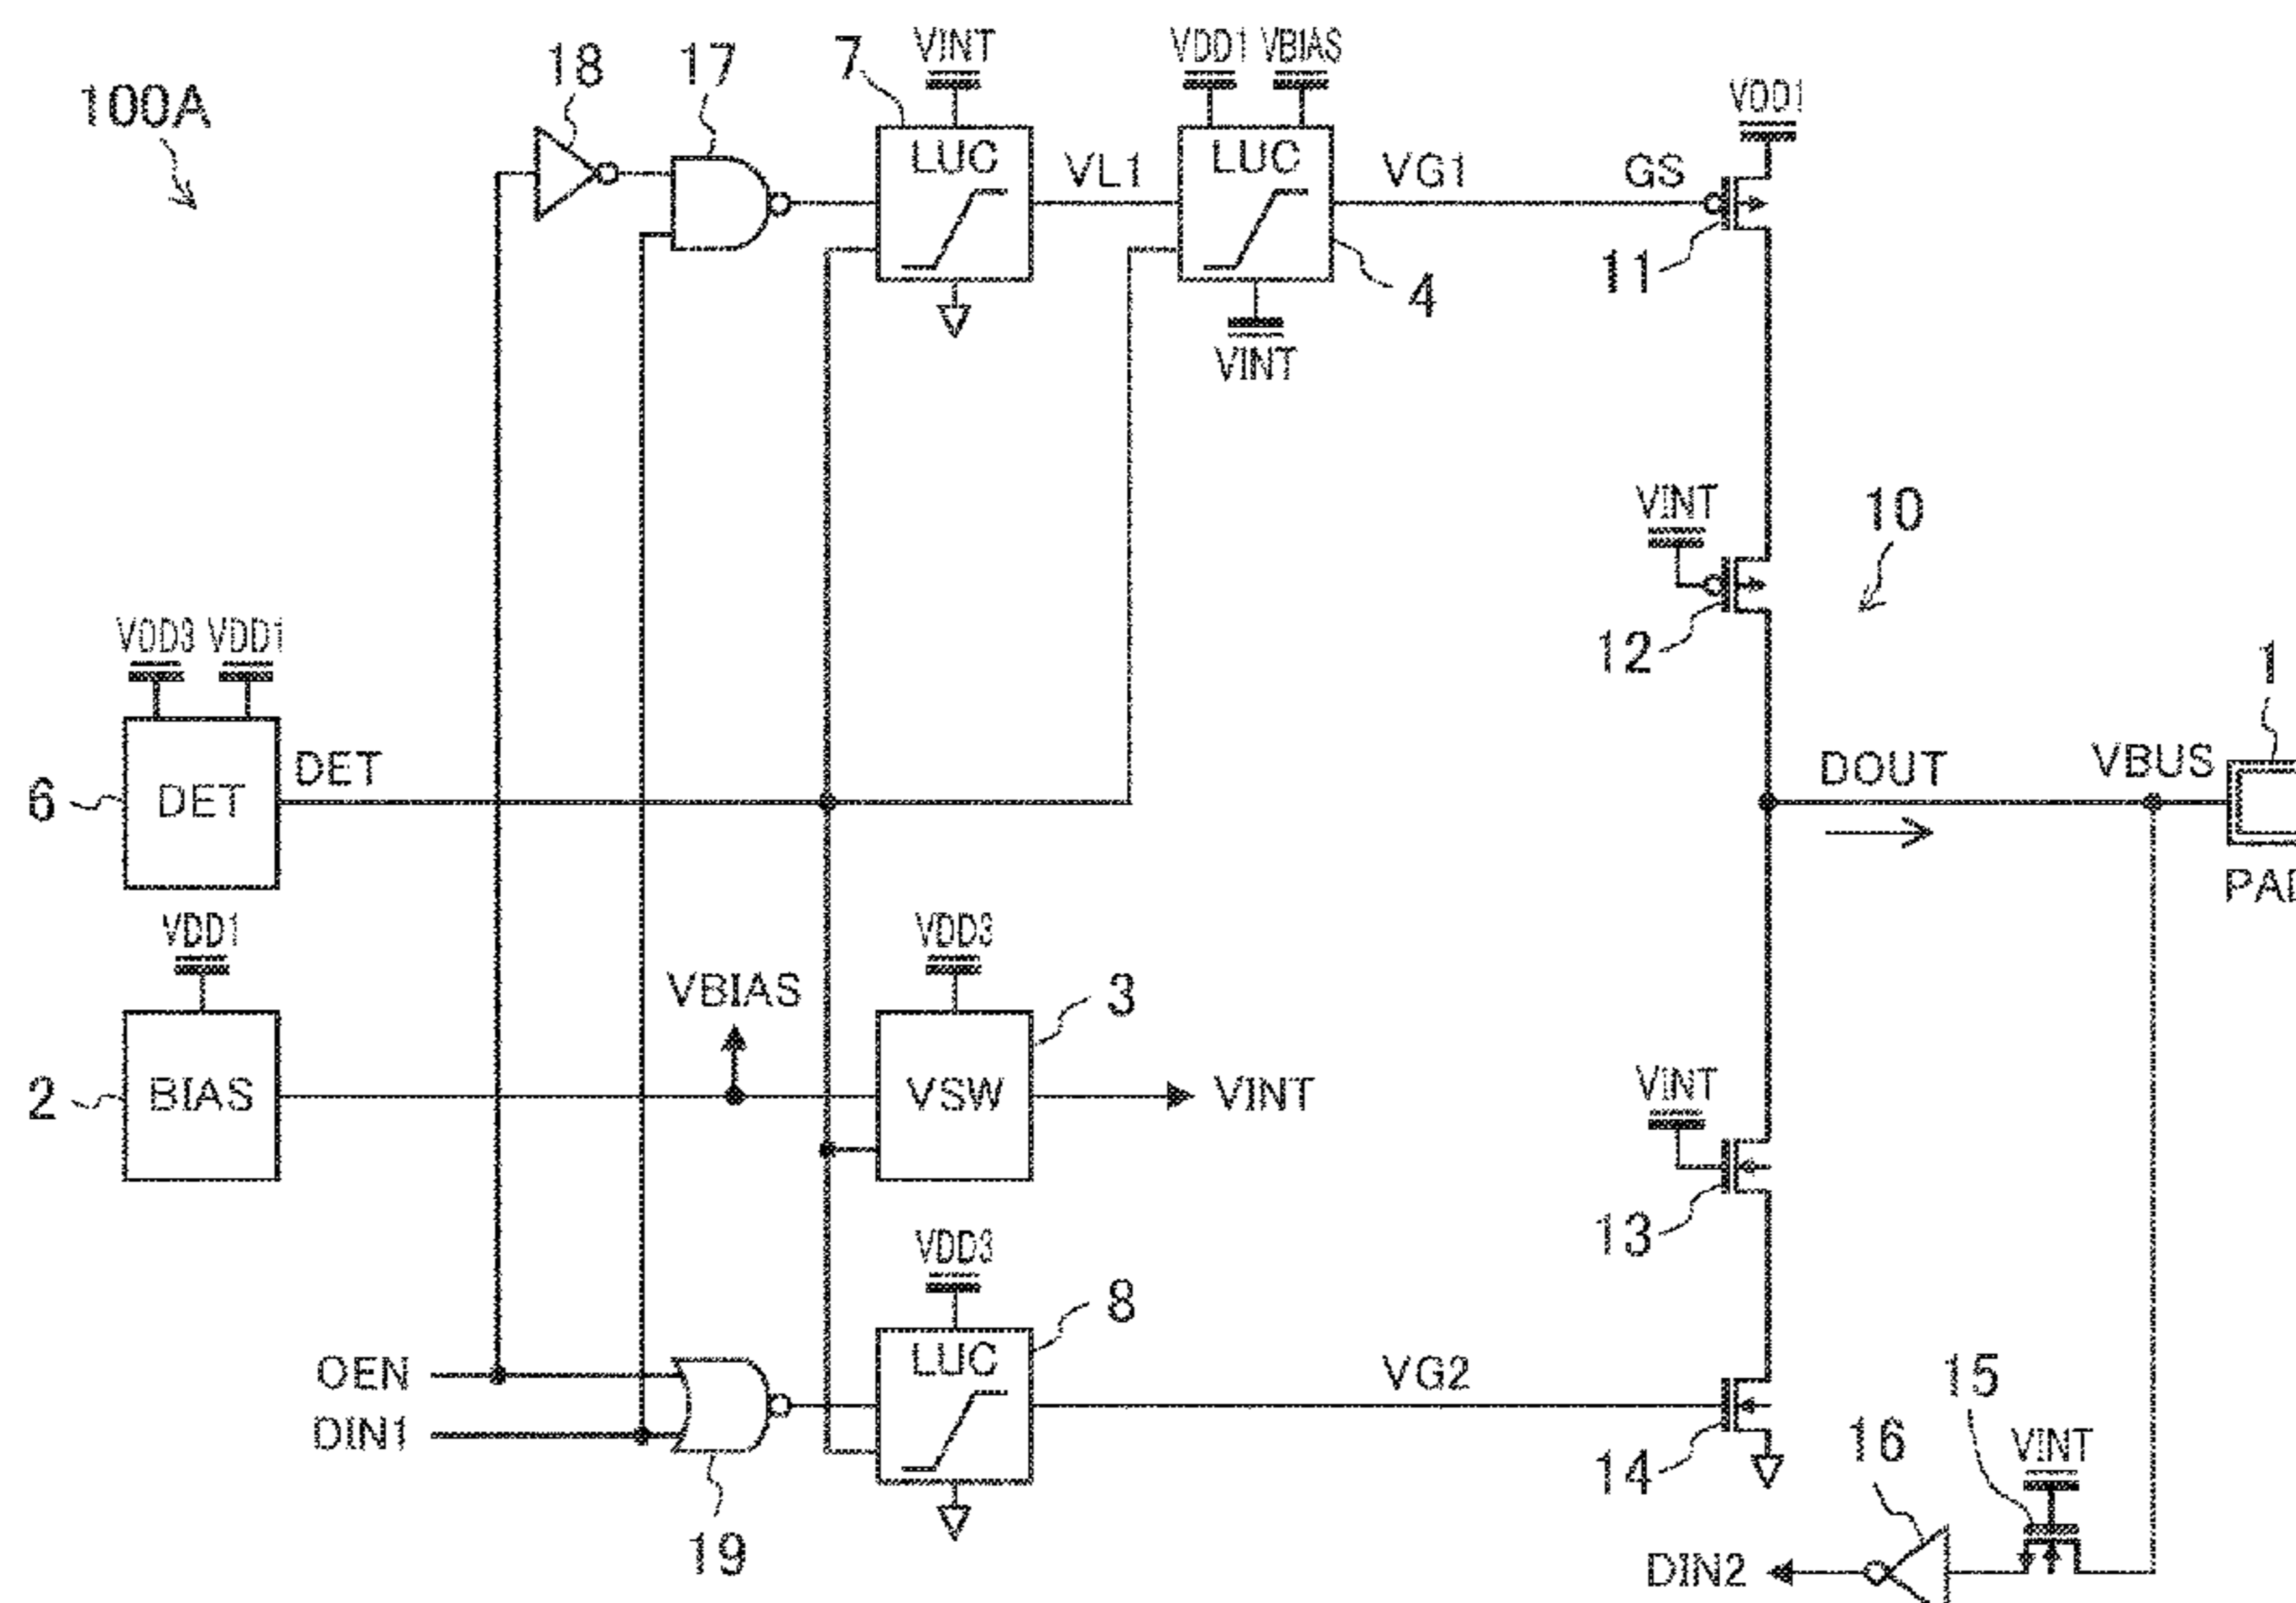 100A
18
17
7
VINT
VDD1 VBIAS
VDD1
LUC
VL1
LUC
VG1
GS
11
4
VINT
VINT
10
12
1
VDD3 VDD1
DET
6
DET
DOUT
VBUS
PAD
VDD1
VBIAS
VDD3
3
2
BIAS
VSW
VINT
VINT
13
VDD3
8
OEN
LUC
VG2
15
DIN1
14
16
VINT
19
DIN2